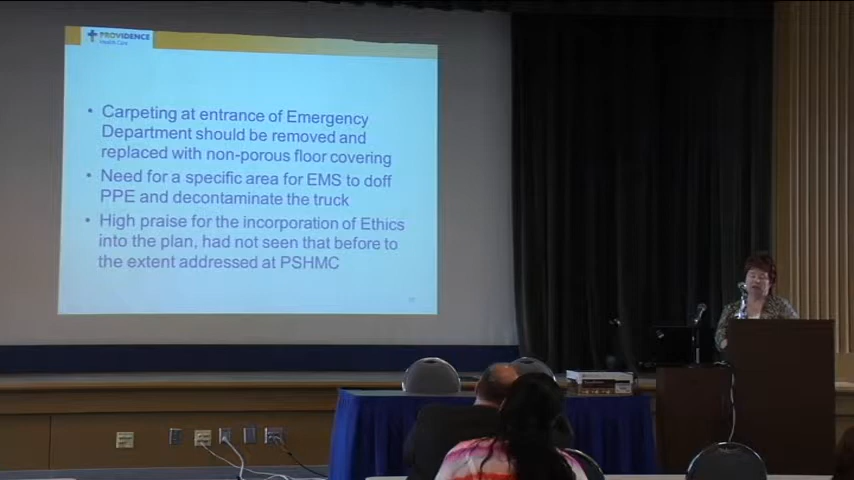 PROVIDENCE
Health Care
• Carpeting at entrance of Emergency
Department should be removed and
replaced with non-porous floor covering
• Need for a specific area for EMS to doff
PPE and decontaminate the truck
• High praise for the incorporation of Ethics
into the plan, had not seen that before to
the extent addressed at PSHMC